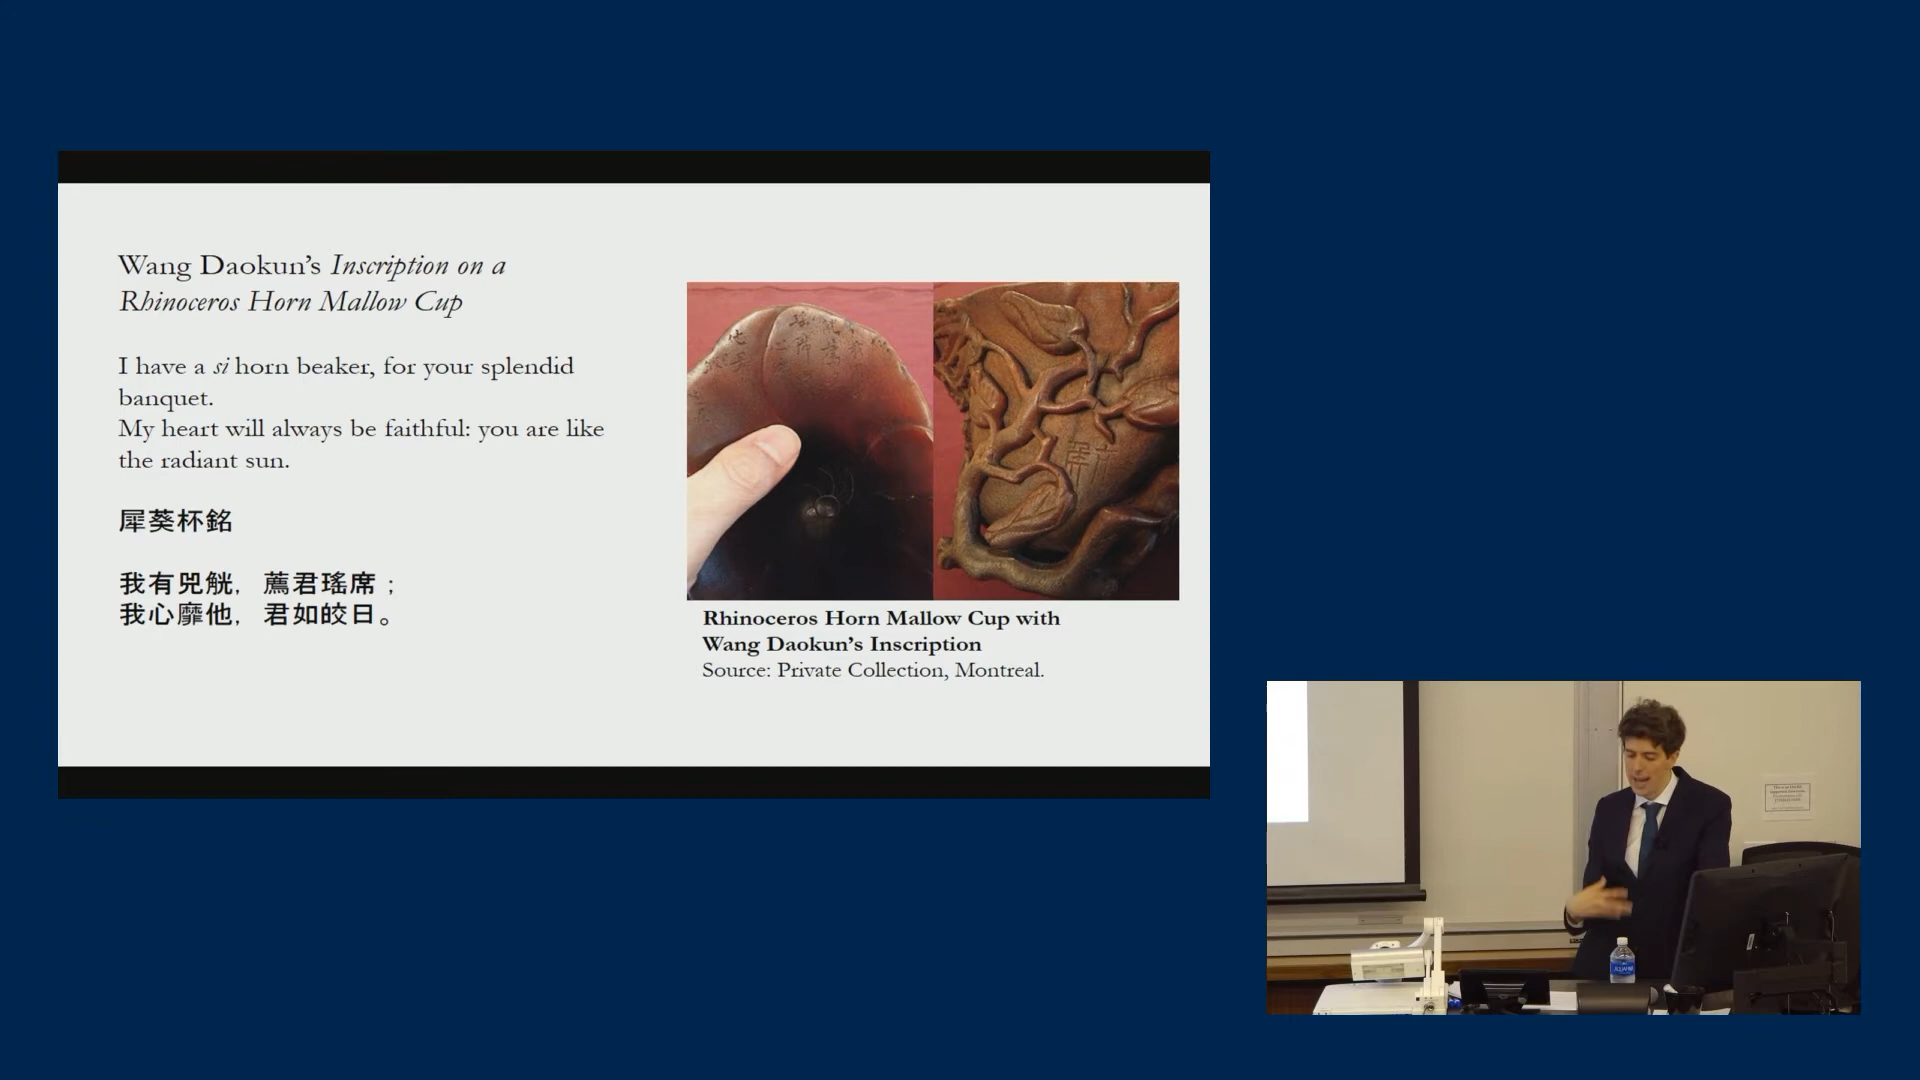 Wang Daokun’s Inscription on a
Rhinoceros Horn Mallow Cup
I have a si horn beaker, for your splendid
banquet.
My heart will always be faithful: you are like
the radiant sun.
犀葵杯銘
我有兕觥，薦君瑤席；
我心靡他，君如皎日。
Rhinoceros Horn Mallow Cup with
Wang Daokun’s Inscription
Source: Private Collection, Montreal.